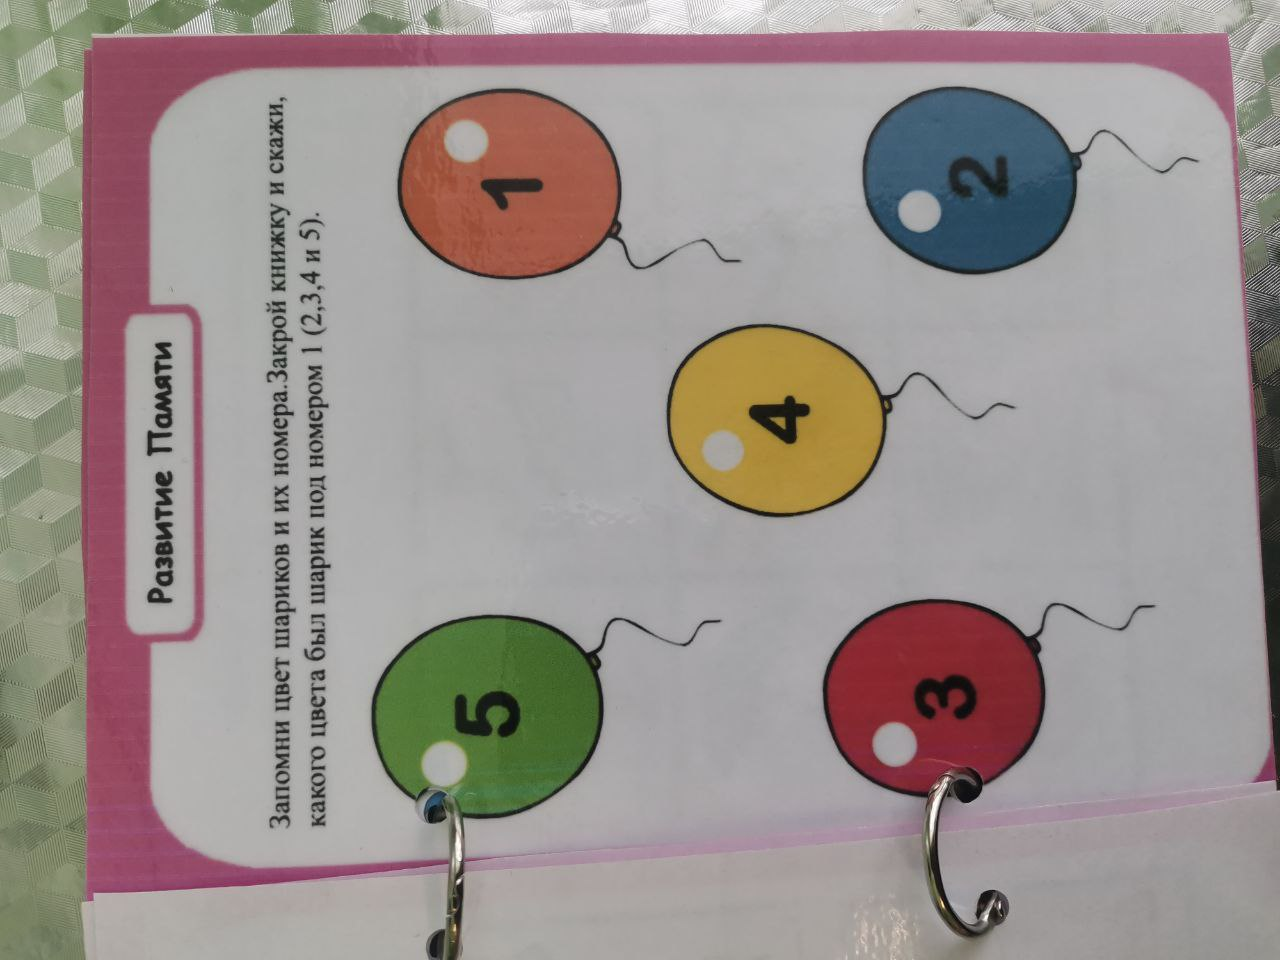 Развитие Памяти
Запомни цвет шариков и их номера.Закрой книжку и скажи,
какого цвета был шарик под номером 1 (2,3,4 и 5).
5
1
4
3
2